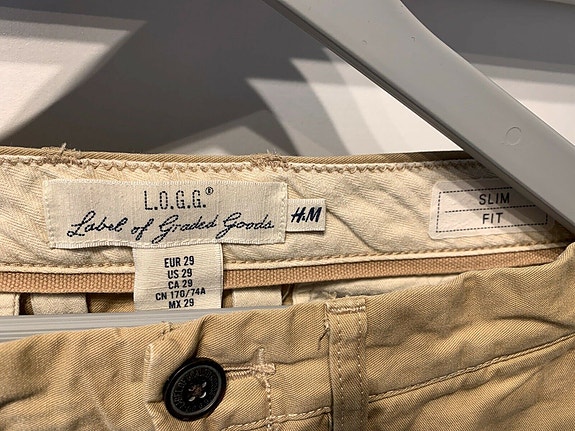 L.O.G.G.®
Label of Graded Goods
H&M
SLIM
FIT
EUR 29
US 29
CA 29
CN 170/74A
MX 29